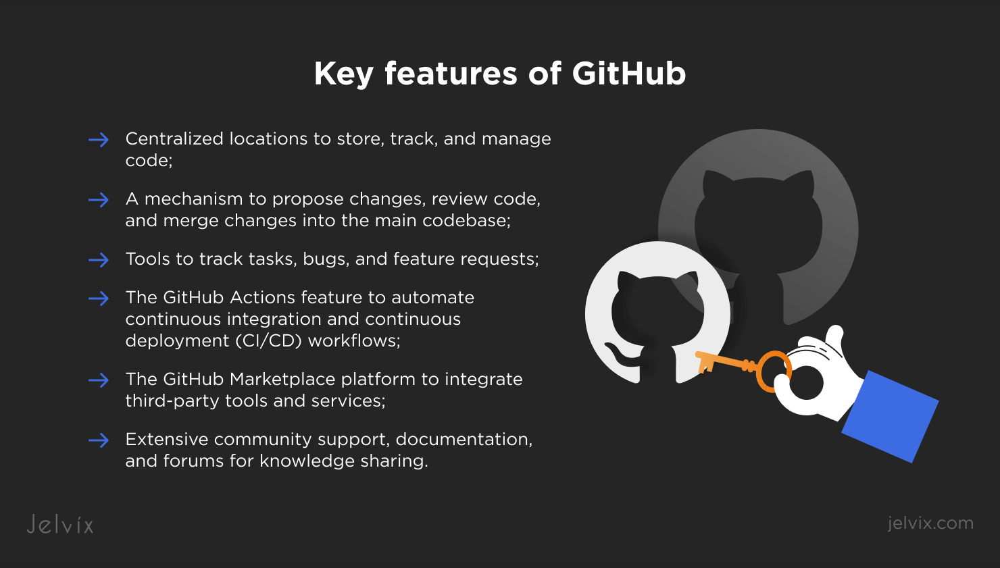 Key features of GitHub
Centralized locations to store, track, and manage
code;
A mechanism to propose changes, review code,
and merge changes into the main codebase;
Tools to track tasks, bugs, and feature requests;
The GitHub Actions feature to automate
continuous integration and continuous
deployment (CI/CD) workflows;
The GitHub Marketplace platform to integrate
third-party tools and services;
Extensive community support, documentation,
and forums for knowledge sharing.
Jelvix
jelvix.com